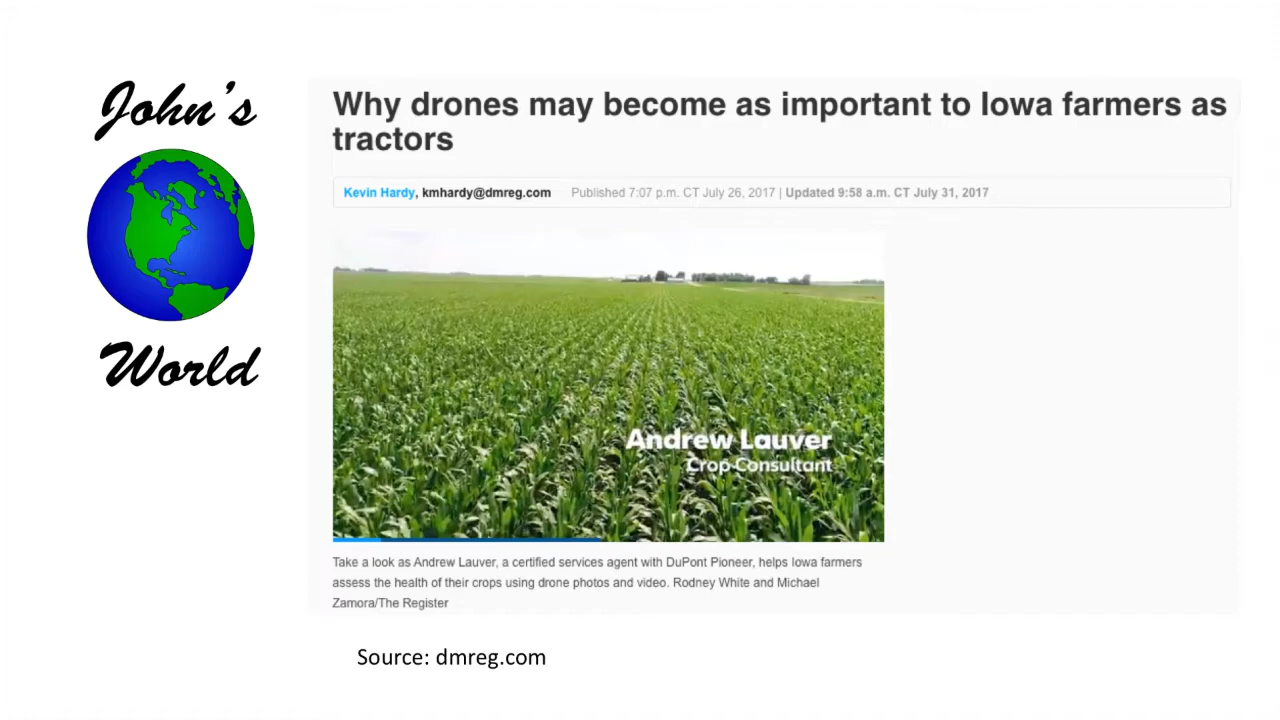 John's
World
Why drones may become as important to Iowa farmers as
tractors
Kevin Hardy, kmhardy@dmreg.com Published 7:07 p.m. CT July 26, 2017 | Updated 9:58 a.m. CT July 31, 2017
Andrew Lauver
Crop Consultant
Take a look as Andrew Lauver, a certified services agent with DuPont Pioneer, helps Iowa farmers
assess the health of their crops using drone photos and video. Rodney White and Michael
Zamora/The Register
Source: dmreg.com